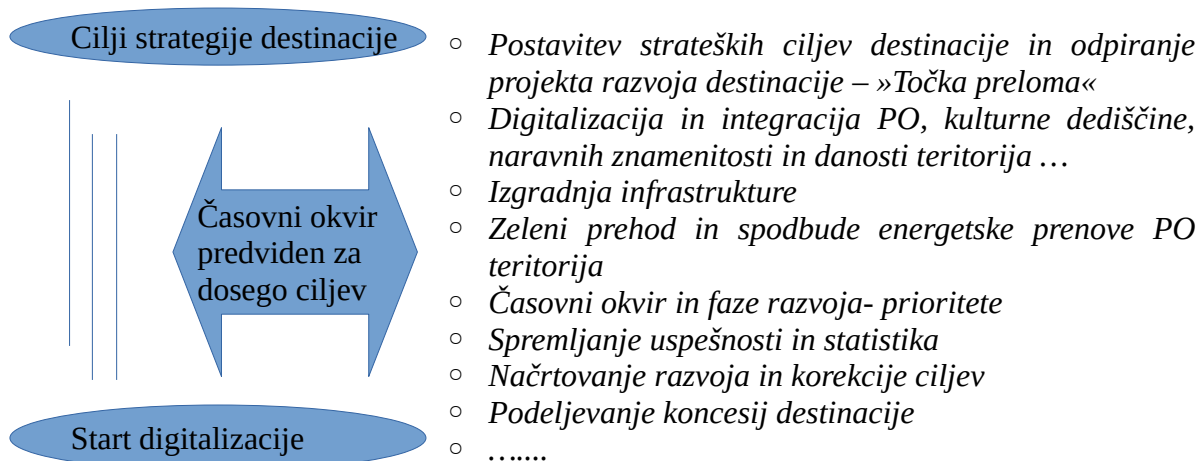 Cilji strategije destinacije
Časovni okvir
predviden za
dosego ciljev
Start digitalizacije
○ Postavitev strateških ciljev destinacije in odpiranje
projekta razvoja destinacije – »Točka preloma«
○ Digitalizacija in integracija PO, kulturne dediščine,
naravnih znamenitosti in danosti teritorija …
○ Izgradnja infrastrukture
○ Zeleni prehod in spodbude energetske prenove PO
teritorija
○ Časovni okvir in faze razvoja- prioritete
○ Spremljanje uspešnosti in statistika
○ Načrtovanje razvoja in korekcije ciljev
○ Podeljevanje koncesij destinacije
○ …....